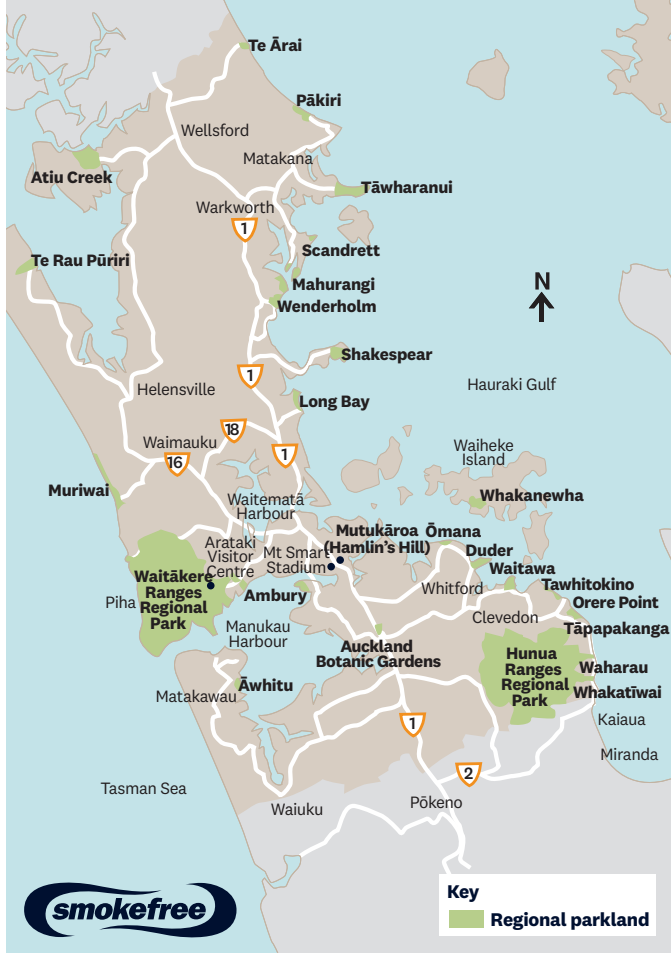 Te Ārai
Pākiri
Wellsford
Matakana
Atiu Creek
Tāwharanui
Warkworth
1
Scandrett
Te Rau Pūriri
Mahurangi
N
Wenderholm
Shakespear
1
Hauraki Gulf
Helensville
Long Bay
18
Waimauku
1
Waiheke
Island
16
Muriwai
Whakanewha
Waitematā
Harbour
Mutukāroa
(Hamlin's Hill)
Ōmana
Arataki
Visitor
Centre
Mt Smart
Stadium
Duder
Waitawa
Waitākere
Ranges
Regional
Park
Ambury
Whitford
Tawhitokino
Orere Point
Piha
Clevedon
Tāpapakanga
Manukau
Harbour
Auckland
Botanic Gardens
Hunua
Ranges
Regional
Park
Waharau
Whakatīwai
Āwhitu
Matakawau
Kaiaua
1
Miranda
2
Tasman Sea
Waiuku
Pōkeno
smokefree
Key
Regional parkland